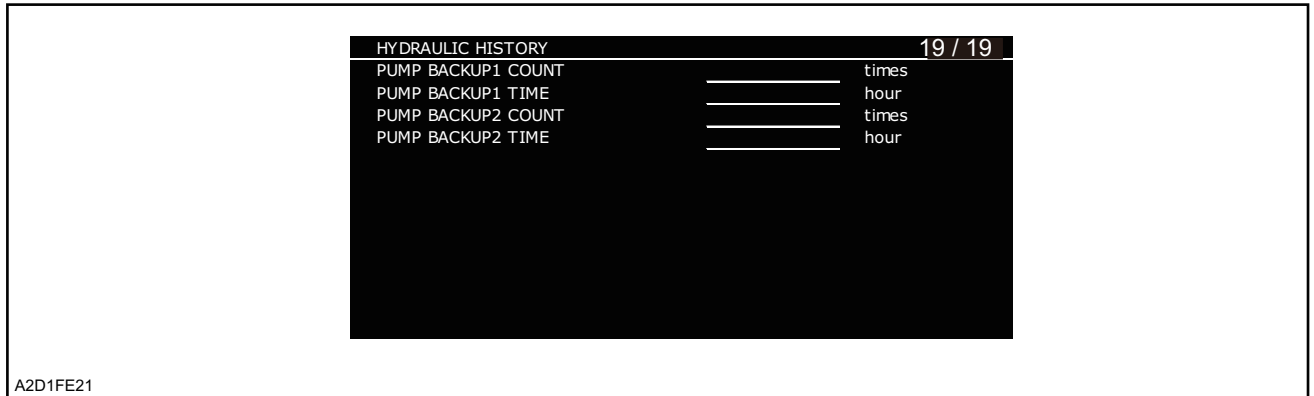 HYDRAULIC HISTORY 19 / 19
PUMP BACKUP1 COUNT times
PUMP BACKUP1 TIME hour
PUMP BACKUP2 COUNT times
PUMP BACKUP2 TIME hour
A2D1FE21